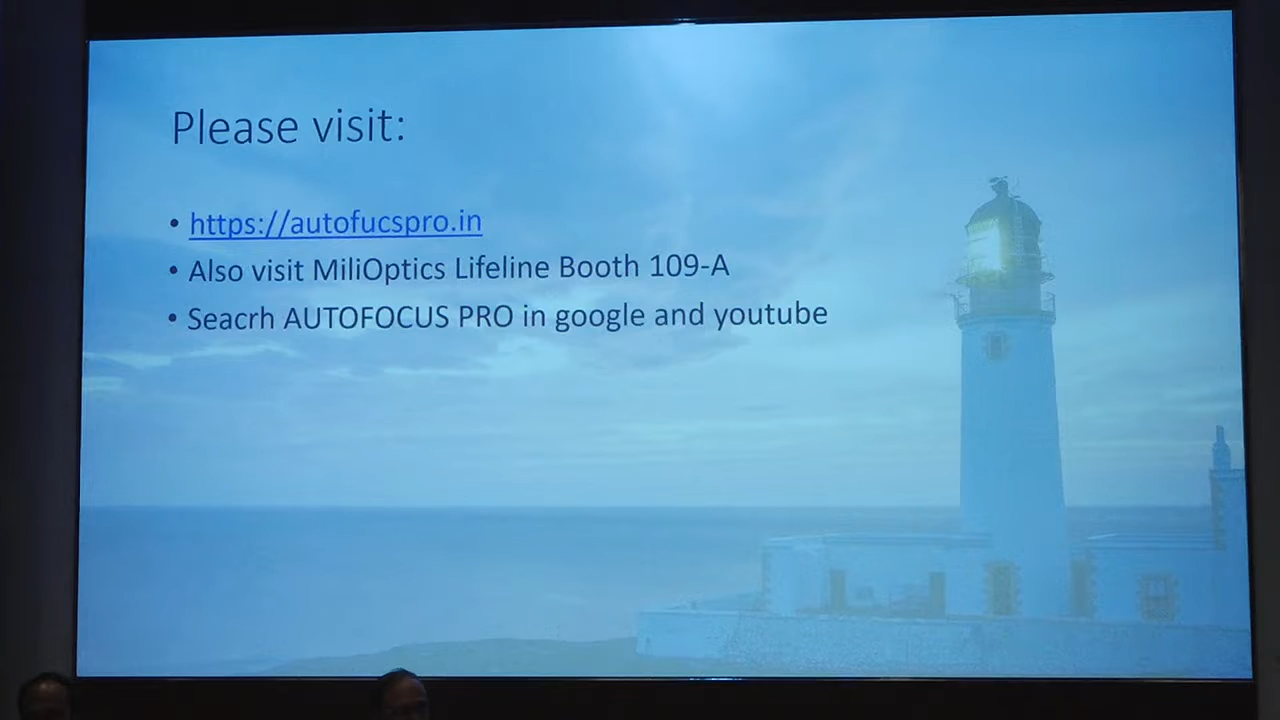 Please visit:
• https://autofucspro.in
• Also visit MiliOptics Lifeline Booth 109-A
• Seacrh AUTOFOCUS PRO in google and youtube